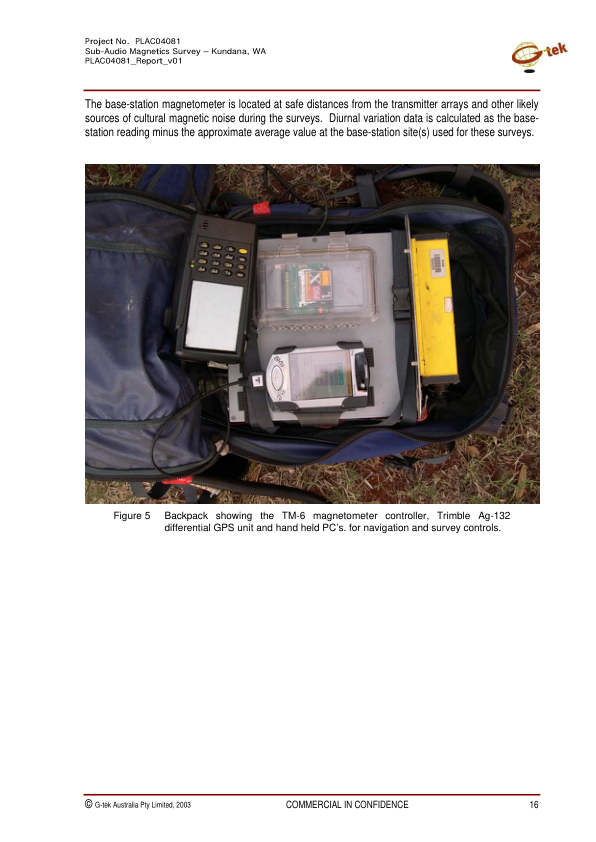 Project No. PLAC04081
Sub-Audio Magnetics Survey – Kundana, WA
PLAC04081_Report_v01
G-tek
The base-station magnetometer is located at safe distances from the transmitter arrays and other likely
sources of cultural magnetic noise during the surveys. Diurnal variation data is calculated as the base-
station reading minus the approximate average value at the base-station site(s) used for these surveys.
Figure 5 Backpack showing the TM-6 magnetometer controller, Trimble Ag-132
differential GPS unit and hand held PC's. for navigation and survey controls.
© G-tek Australia Pty Limited, 2003 COMMERCIAL IN CONFIDENCE 16